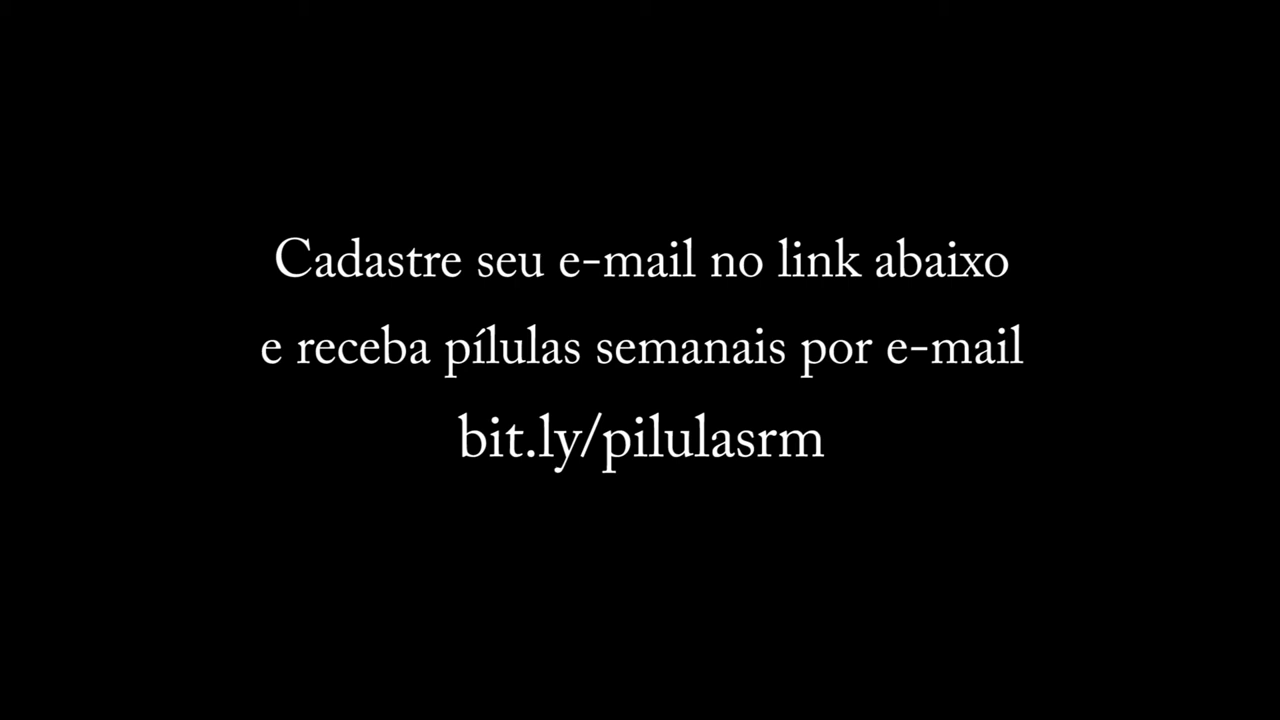 Cadastre seu e-mail no link abaixo
e receba pílulas semanais por e-mail
bit.ly/pilulasrm